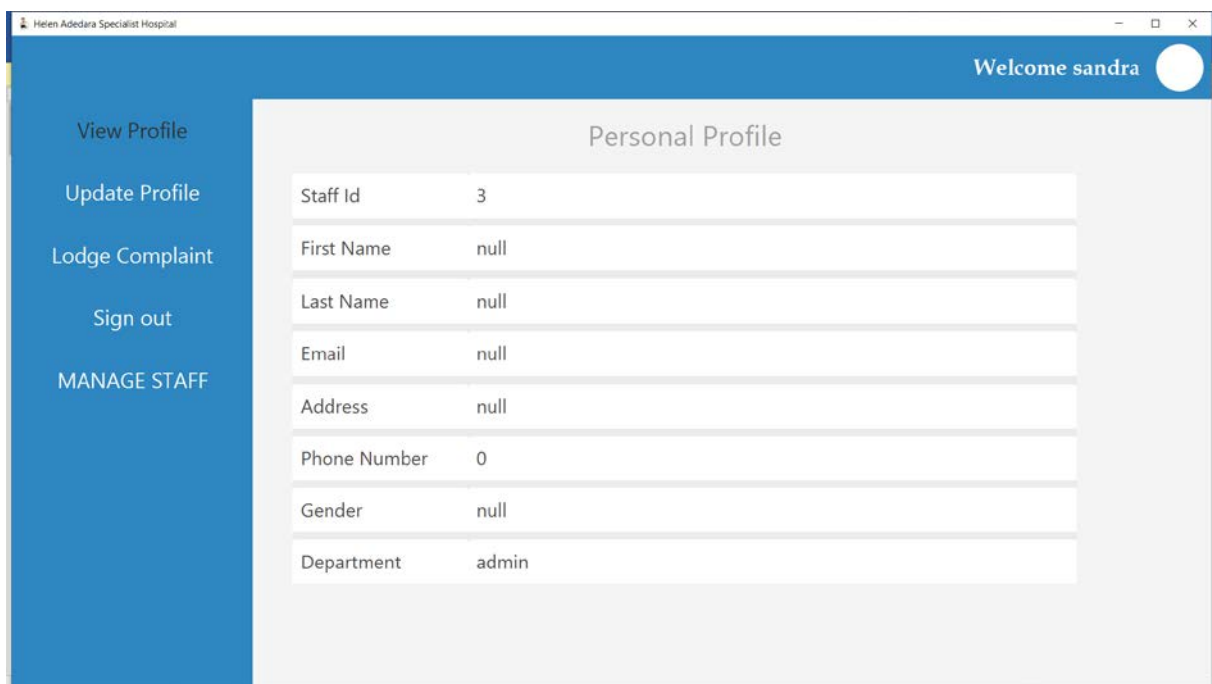 Helen Adedara Specialist Hospital
Welcome sandra
View Profile
Update Profile
Lodge Complaint
Sign out
MANAGE STAFF
Personal Profile
Staff Id 3
First Name null
Last Name null
Email null
Address null
Phone Number 0
Gender null
Department admin